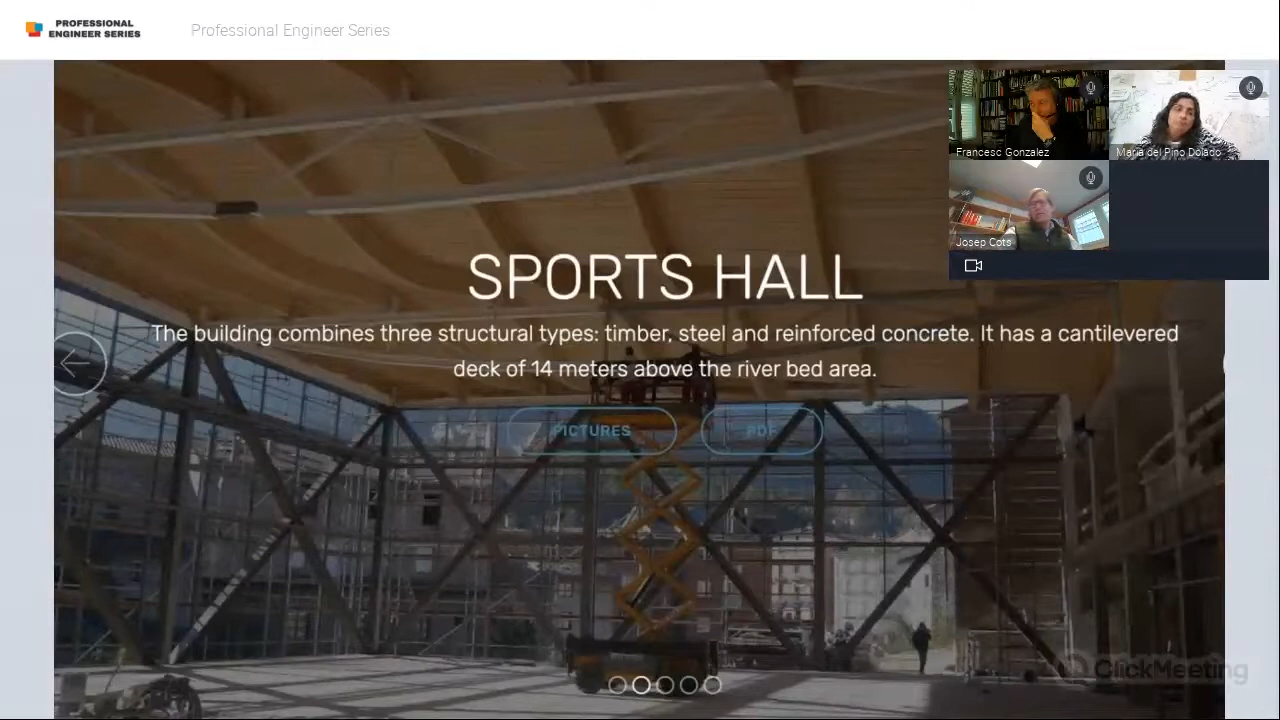 PROFESSIONAL
ENGINEER SERIES
Professional Engineer Series
Francesc Gonzalez
María del Pino Dolado
Josep Cots
SPORTS HALL
The building combines three structural types: timber, steel and reinforced concrete. It has a cantilevered
deck of 14 meters above the river bed area.
PICTURES
PDF
ClickMeeting